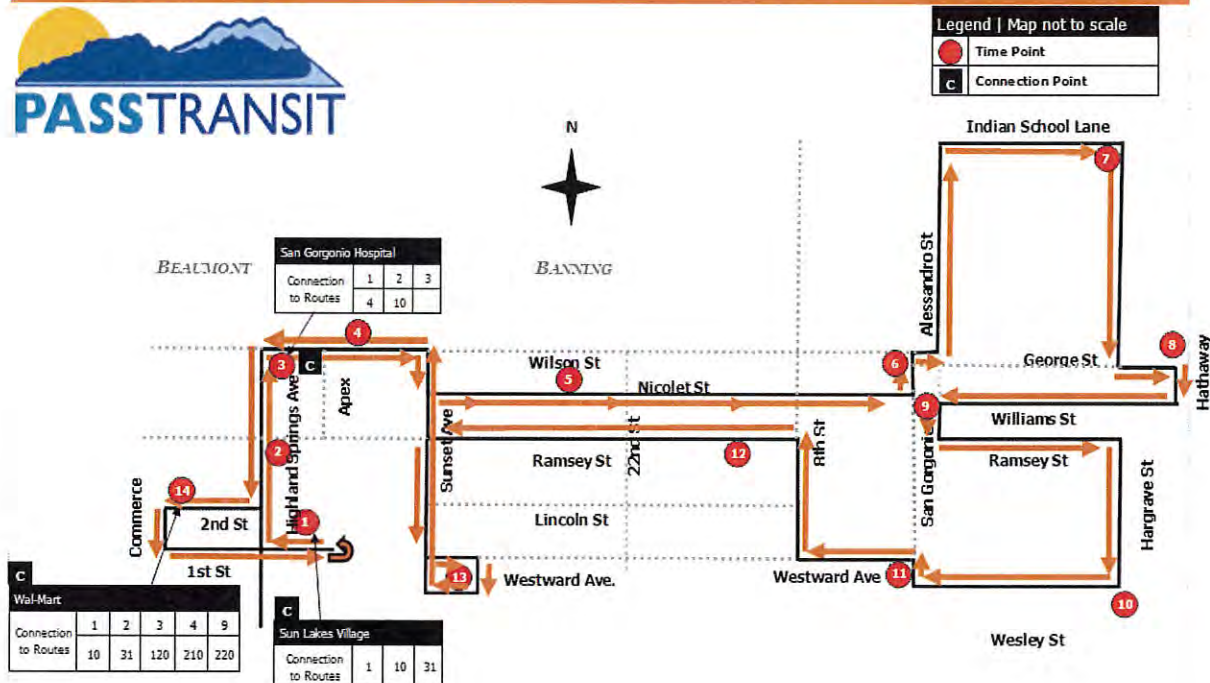 PASSTRANSIT
Legend | Map not to scale
Time Point
C Connection Point
N
Indian School Lane
7
BEAUMONT
BANNING
San Gorgonio Hospital
Connection to Routes
1 2 3
4 10
Alessandro St
4
3
C
Apex
Wilson St
5
Nicolet St
6
George St
8
Hathaway
Highland Springs Ave
Sunset Ave
22nd St
8th St
9
Williams St
San Gorgonio
2
Ramsey St
12
Ramsey St
Hargrave St
14
Commerce
2nd St
1
Lincoln St
1st St
13
Westward Ave.
Westward Ave
11
10
Wesley St
C
Wal-Mart
Connection to Routes
1 2 3 4 9
10 31 120 210 220
C
Sun Lakes Village
Connection to Routes
1 10 31